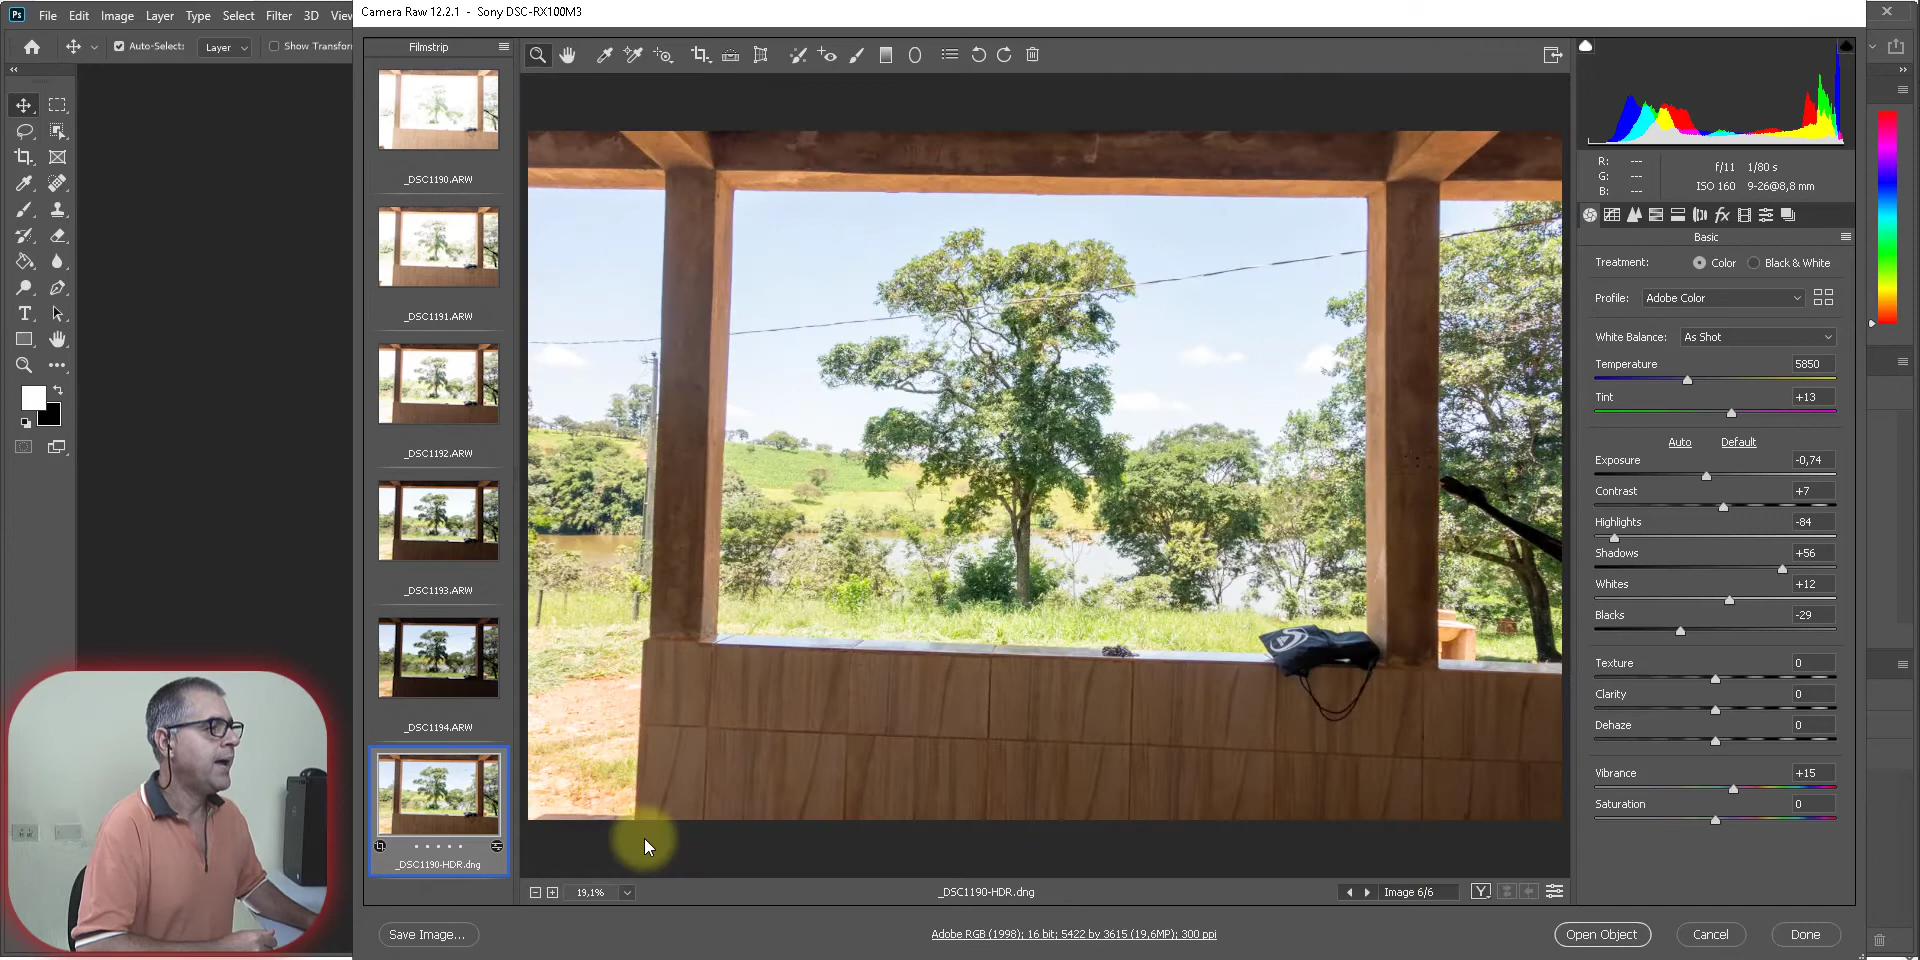 Camera Raw 12.2.1 - Sony DSC-RX100M3
Ps File Edit Image Layer Type Select Filter 3D View
Auto-Select: Layer Show Transform
Filmstrip
_DSC1190.ARW
_DSC1191.ARW
_DSC1192.ARW
_DSC1193.ARW
_DSC1194.ARW
_DSC1190-HDR.dng
R: ---
G: ---
B: ---
f/11 1/80 s
ISO 160 9-26@8,8 mm
Basic
Treatment: Color Black & White
Profile: Adobe Color
White Balance: As Shot
Temperature 5850
Tint +13
Auto Default
Exposure -0,74
Contrast +7
Highlights -84
Shadows +56
Whites +12
Blacks -29
Texture 0
Clarity 0
Dehaze 0
Vibrance +15
Saturation 0
19,1%
_DSC1190-HDR.dng
Image 6/6
Y
Save Image...
Adobe RGB (1998); 16 bit; 5422 by 3615 (19,6MP); 300 ppi
Open Object
Cancel
Done